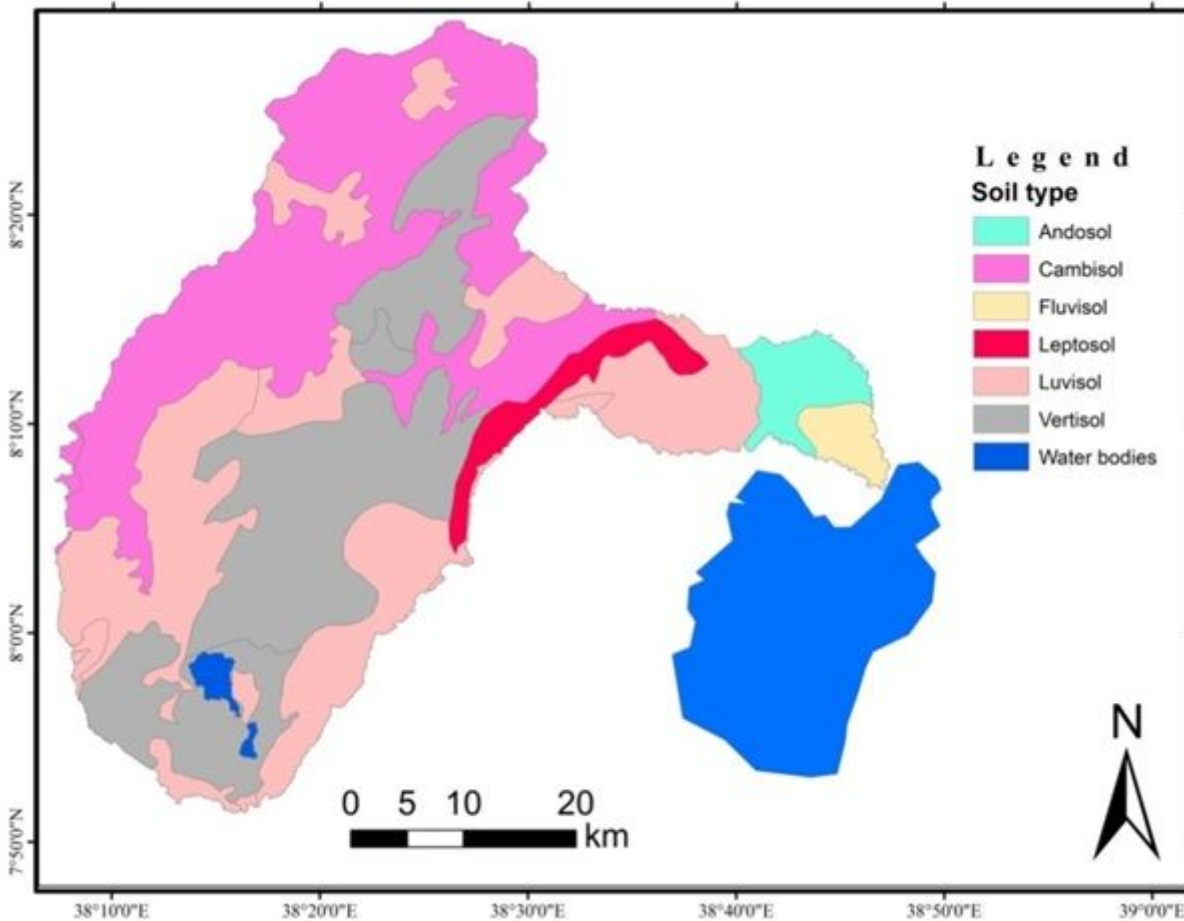 8°20'0"N
8°10'0"N
8°0'0"N
7°50'0"N
L e g e n d
Soil type
Andosol
Cambisol
Fluvisol
Leptosol
Luvisol
Vertisol
Water bodies
N
0 5 10 20
km
38°10'0"E 38°20'0"E 38°30'0"E 38°40'0"E 38°50'0"E 39°0'0"E